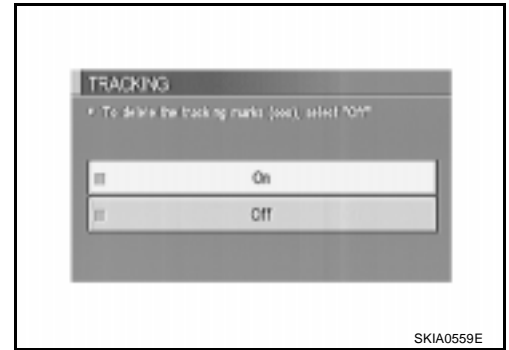 TRACKING
• To delete the tracking marks (ooo), select "Off"
On
Off
SKIA0559E